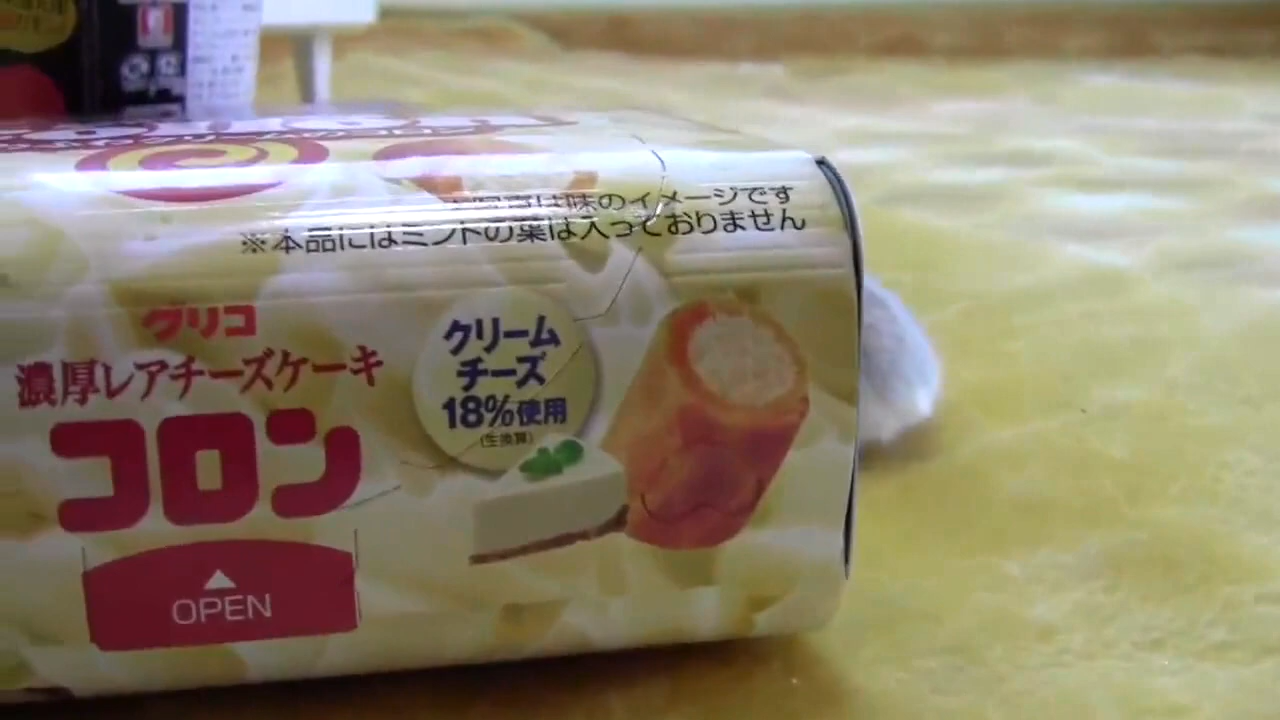 は味のイメージです
※本品にはミントの葉は入っておりません
グリコ
濃厚レアチーズケーキ
コロン
クリーム
チーズ
18%使用
(生換算)
OPEN